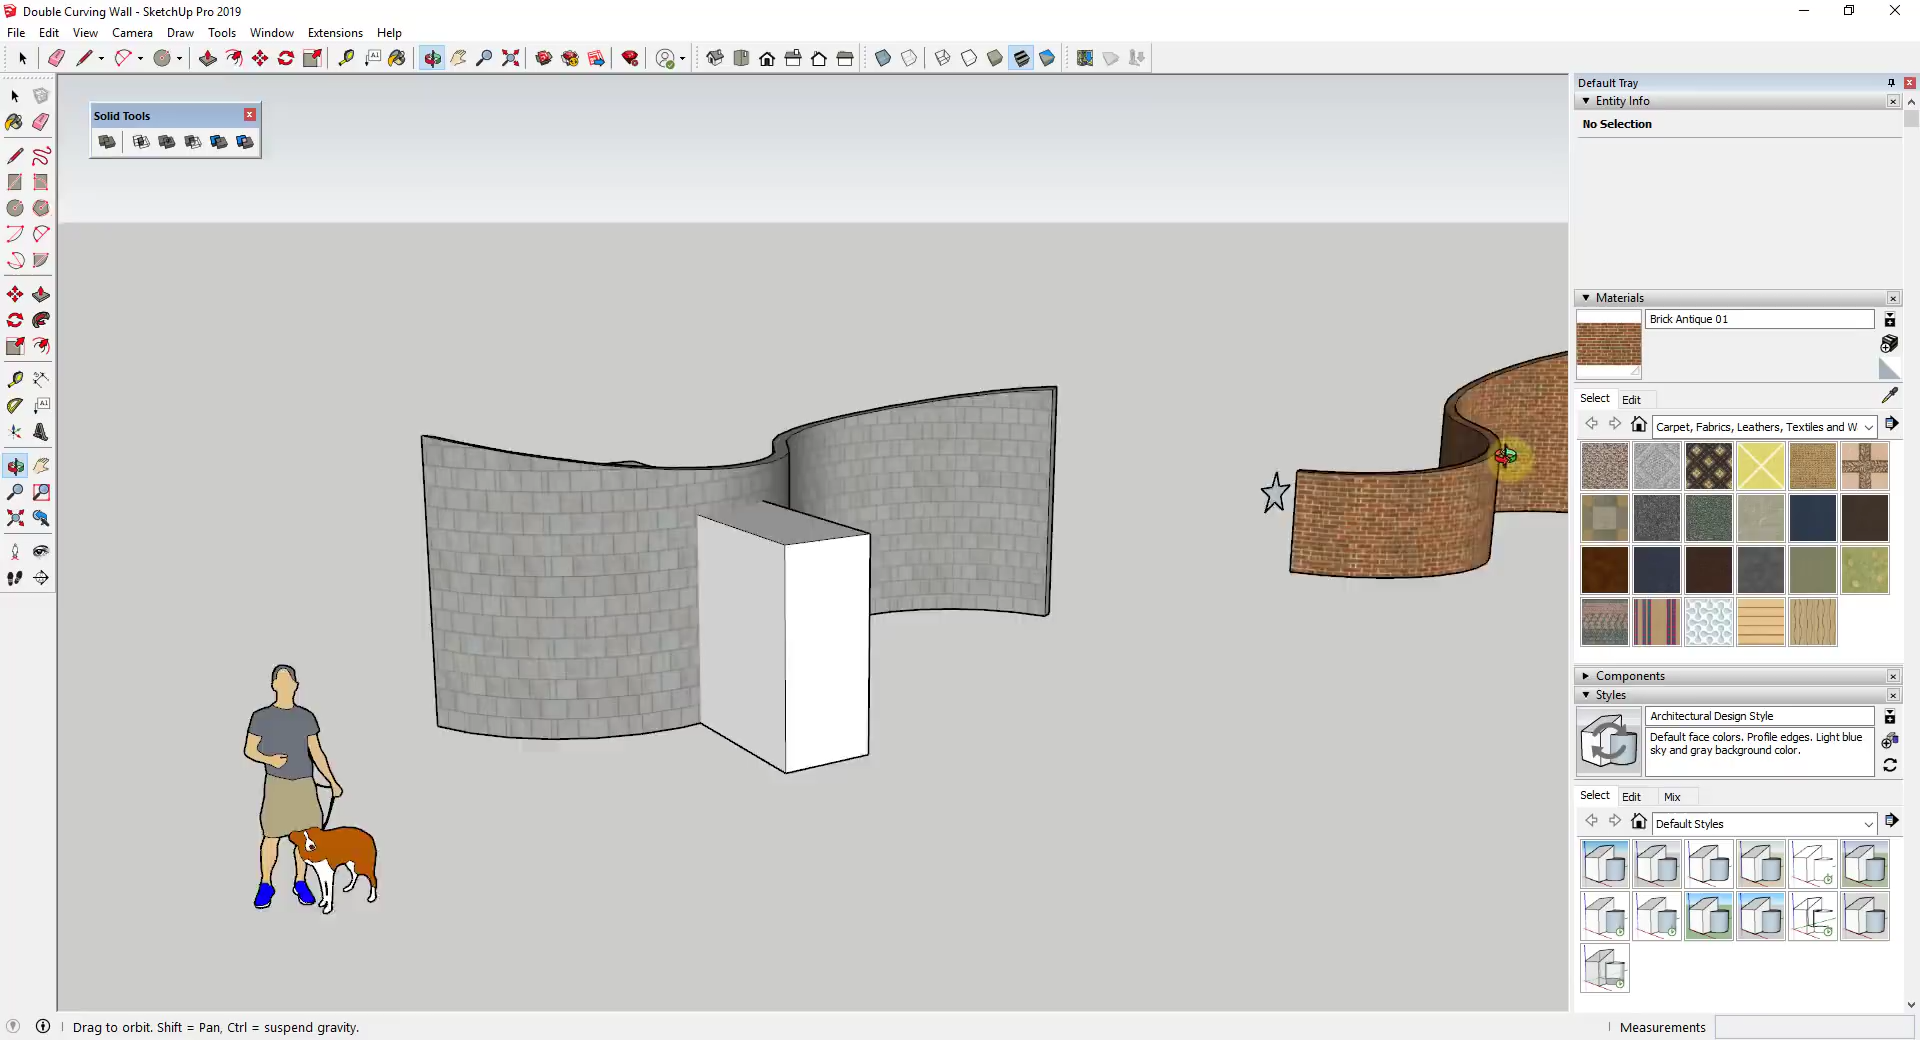 Double Curving Wall - SketchUp Pro 2019
File Edit View Camera Draw Tools Window Extensions Help
Solid Tools
Default Tray
Entity Info
No Selection
Materials
Brick Antique 01
Select Edit
Carpet, Fabrics, Leathers, Textiles and W
Components
Styles
Architectural Design Style
Default face colors. Profile edges. Light blue
sky and gray background color.
Select Edit Mix
Default Styles
Drag to orbit. Shift = Pan, Ctrl = suspend gravity.
Measurements